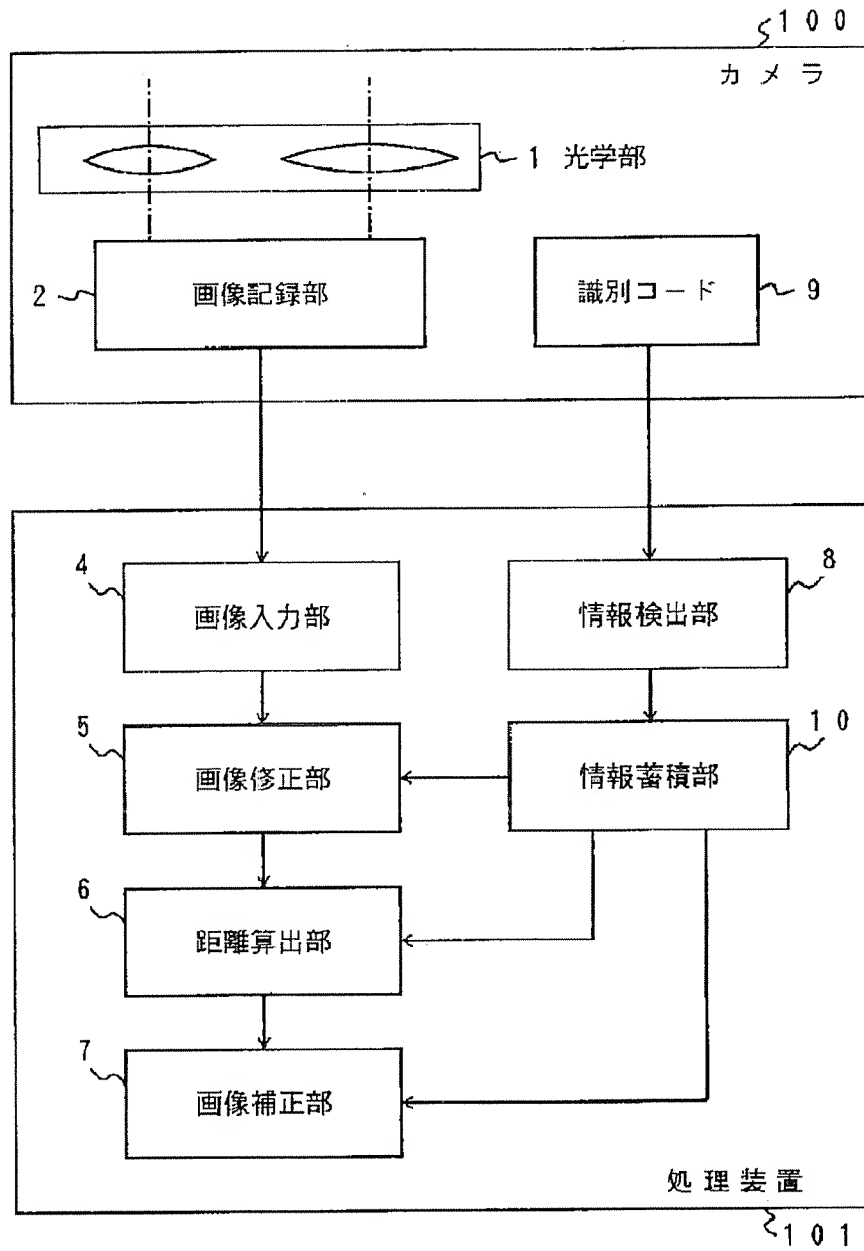 100
カメラ
1 光学部
2
画像記録部
識別コード
9
4
画像入力部
8
情報検出部
5
画像修正部
10
情報蓄積部
6
距離算出部
7
画像補正部
処理装置
101